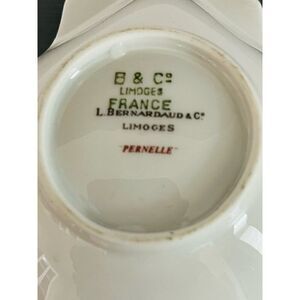 B & Cº
LIMOGES
FRANCE
L. BERNARDAUD & Cº
LIMOGES
"PERNELLE"